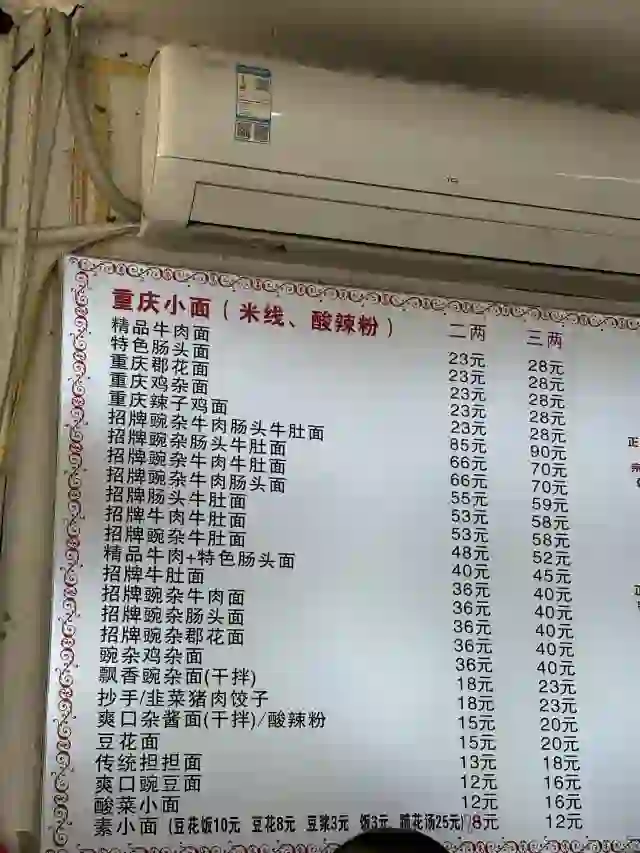 重庆小面（米线、酸辣粉） 二两 三两
精品牛肉面 23元 28元
特色肠头面 23元 28元
重庆郡花面 23元 28元
重庆鸡杂面 23元 28元
重庆辣子鸡面 23元 28元
招牌豌杂牛肉肠头牛肚面 85元 90元
招牌豌杂肠头牛肚面 66元 70元
招牌豌杂牛肉牛肚面 66元 70元
招牌豌杂牛肉肠头面 55元 59元
招牌肠头牛肚面 53元 58元
招牌牛肉牛肚面 53元 58元
招牌豌杂牛肚面 48元 52元
精品牛肉+特色肠头面 40元 45元
招牌牛肚面 36元 40元
招牌豌杂牛肉面 36元 40元
招牌豌杂肠头面 36元 40元
招牌豌杂郡花面 36元 40元
豌杂鸡杂面 36元 40元
飘香豌杂面(干拌) 18元 23元
抄手/韭菜猪肉饺子 18元 23元
爽口杂酱面(干拌)/酸辣粉 15元 20元
豆花面 15元 20元
传统担担面 13元 18元
爽口豌豆面 12元 16元
酸菜小面 12元 16元
素小面 (豆花饭10元 豆花8元 豆浆3元 饭3元 脑花汤25元) 8元 12元